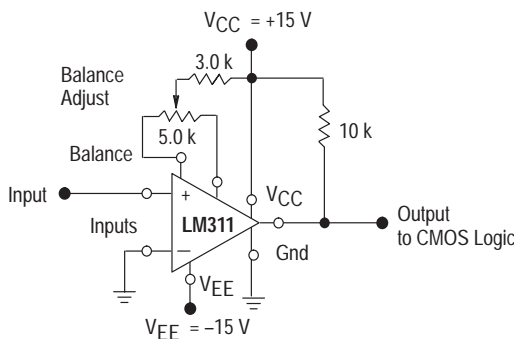 VCC = +15 V
3.0 k
Balance
Adjust
5.0 k
10 k
Balance
Input
+
VCC
LM311
Output
to CMOS Logic
Inputs
–
Gnd
VEE
VEE = –15 V